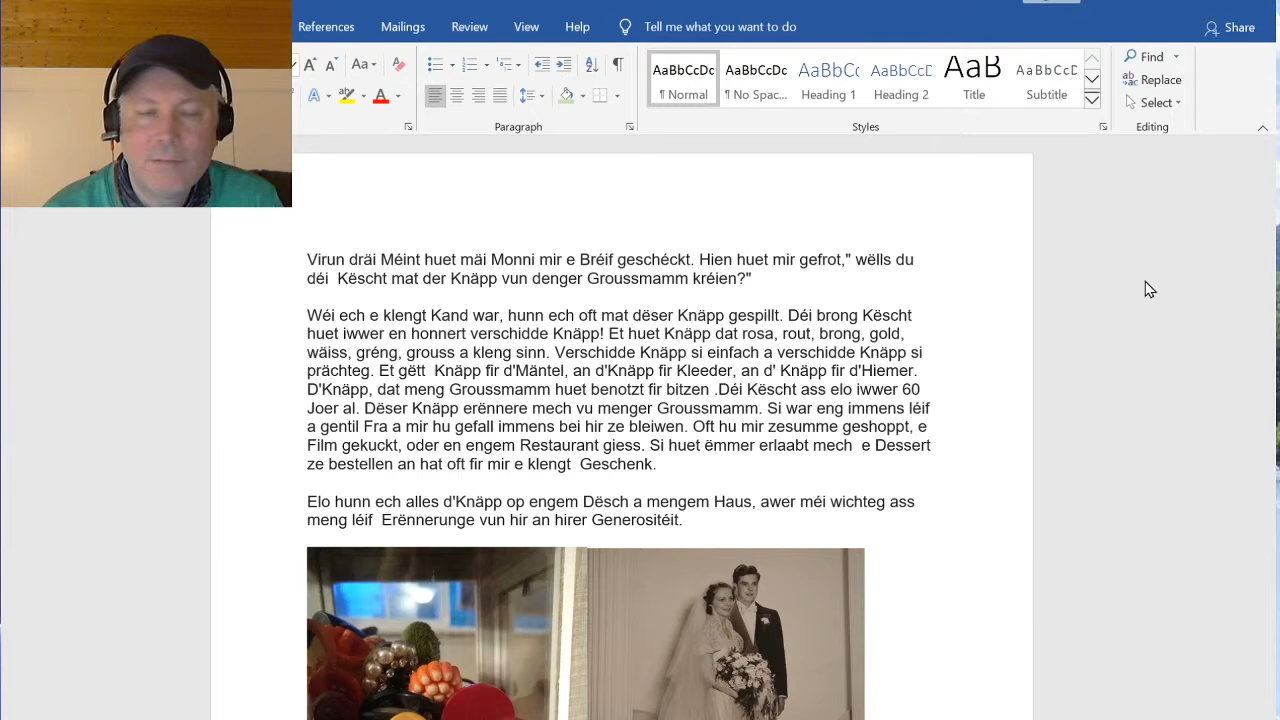 References Mailings Review View Help Tell me what you want to do Share
Aa
AaBbCcDc AaBbCcDc AaBbCc AaBbCcD AaB AaBbCcD
¶ Normal ¶ No Spac... Heading 1 Heading 2 Title Subtitle
Find
Replace
Select
Paragraph Styles Editing
Virun dräi Méint huet mäi Monni mir e Bréif geschéckt. Hien huet mir gefrot," wëlls du
déi Këscht mat der Knäpp vun denger Groussmamm kréien?"
Wéi ech e klengt Kand war, hunn ech oft mat dëser Knäpp gespillt. Déi brong Këscht
huet iwwer en honnert verschidde Knäpp! Et huet Knäpp dat rosa, rout, brong, gold,
wäiss, gréng, grouss a kleng sinn. Verschidde Knäpp si einfach a verschidde Knäpp si
prächteg. Et gëtt Knäpp fir d'Mäntel, an d'Knäpp fir Kleeder, an d' Knäpp fir d'Hiemer.
D'Knäpp, dat meng Groussmamm huet benotzt fir bitzen .Déi Këscht ass elo iwwer 60
Joer al. Dëser Knäpp erënnere mech vu menger Groussmamm. Si war eng immens léif
a gentil Fra a mir hu gefall immens bei hir ze bleiwen. Oft hu mir zesumme geshoppt, e
Film gekuckt, oder en engem Restaurant giess. Si huet ëmmer erlaabt mech e Dessert
ze bestellen an hat oft fir mir e klengt Geschenk.
Elo hunn ech alles d'Knäpp op engem Dësch a mengem Haus, awer méi wichteg ass
meng léif Erënnerunge vun hir an hirer Generositéit.